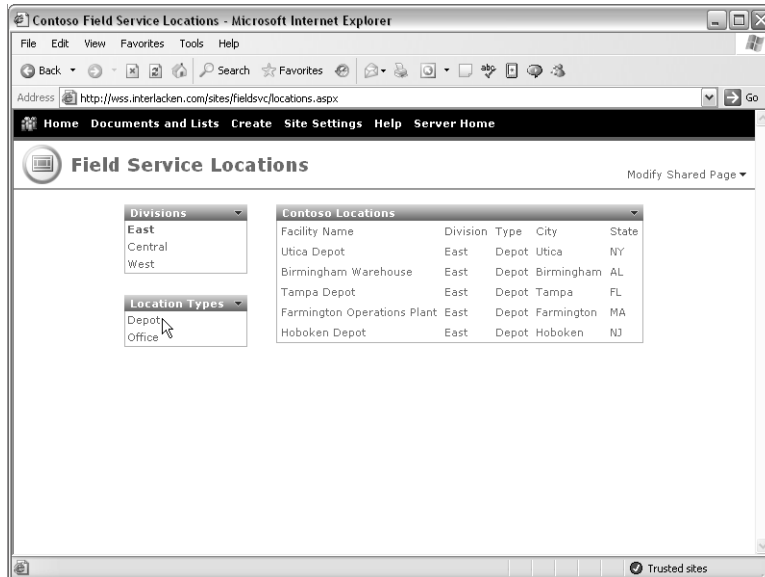 Contoso Field Service Locations - Microsoft Internet Explorer
File Edit View Favorites Tools Help
Back Search Favorites
Address http://wss.interlacken.com/sites/fieldsvc/locations.aspx Go
Home Documents and Lists Create Site Settings Help Server Home
Field Service Locations
Modify Shared Page
Divisions
East
Central
West
Location Types
Depot
Office
Contoso Locations
Facility Name Division Type City State
Utica Depot East Depot Utica NY
Birmingham Warehouse East Depot Birmingham AL
Tampa Depot East Depot Tampa FL
Farmington Operations Plant East Depot Farmington MA
Hoboken Depot East Depot Hoboken NJ
Trusted sites